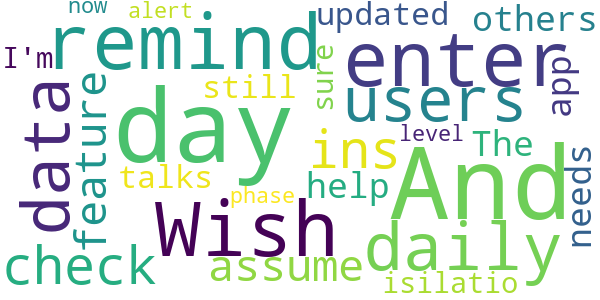 now
alert
updated
others
I'm
remind
enter
app
data
feature
still
sure
users
day
ins
level
The
talks
help
needs
phase
And
Wish
daily
check
assume
isilatio